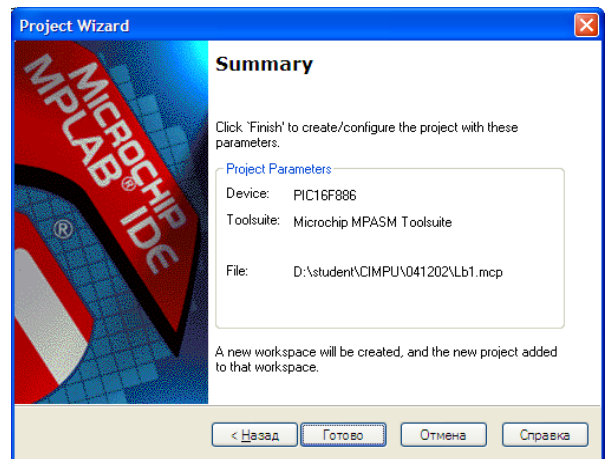 Project Wizard
MICROCHIP
MPLAB® IDE
®
Summary
Click `Finish' to create/configure the project with these
parameters.
Project Parameters
Device: PIC16F886
Toolsuite: Microchip MPASM Toolsuite
File: D:\student\CIMPU\041202\Lb1.mcp
A new workspace will be created, and the new project added
to that workspace.
< Назад Готово Отмена Справка